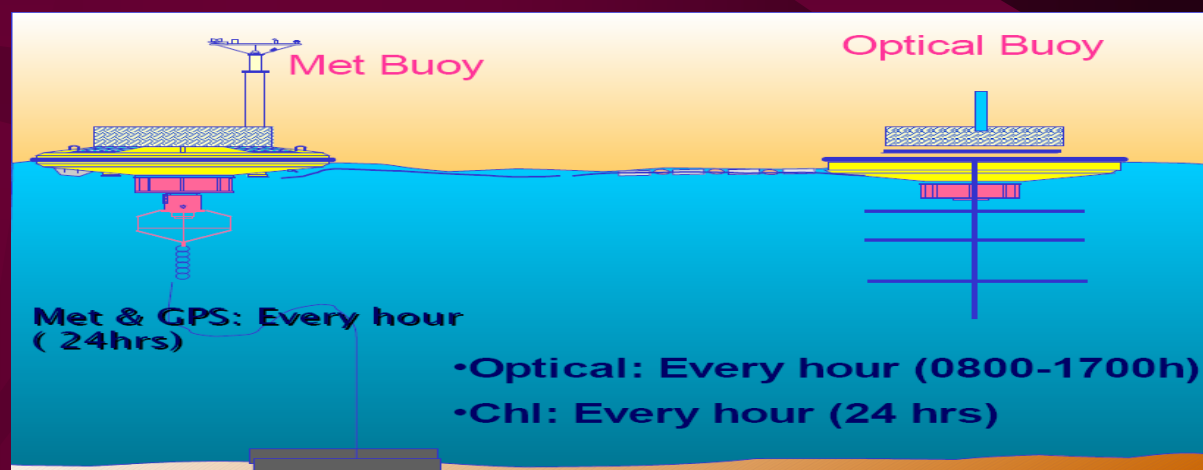 Met Buoy
Optical Buoy
Met & GPS: Every hour
( 24hrs)
•Optical: Every hour (0800-1700h)
•Chl: Every hour (24 hrs)